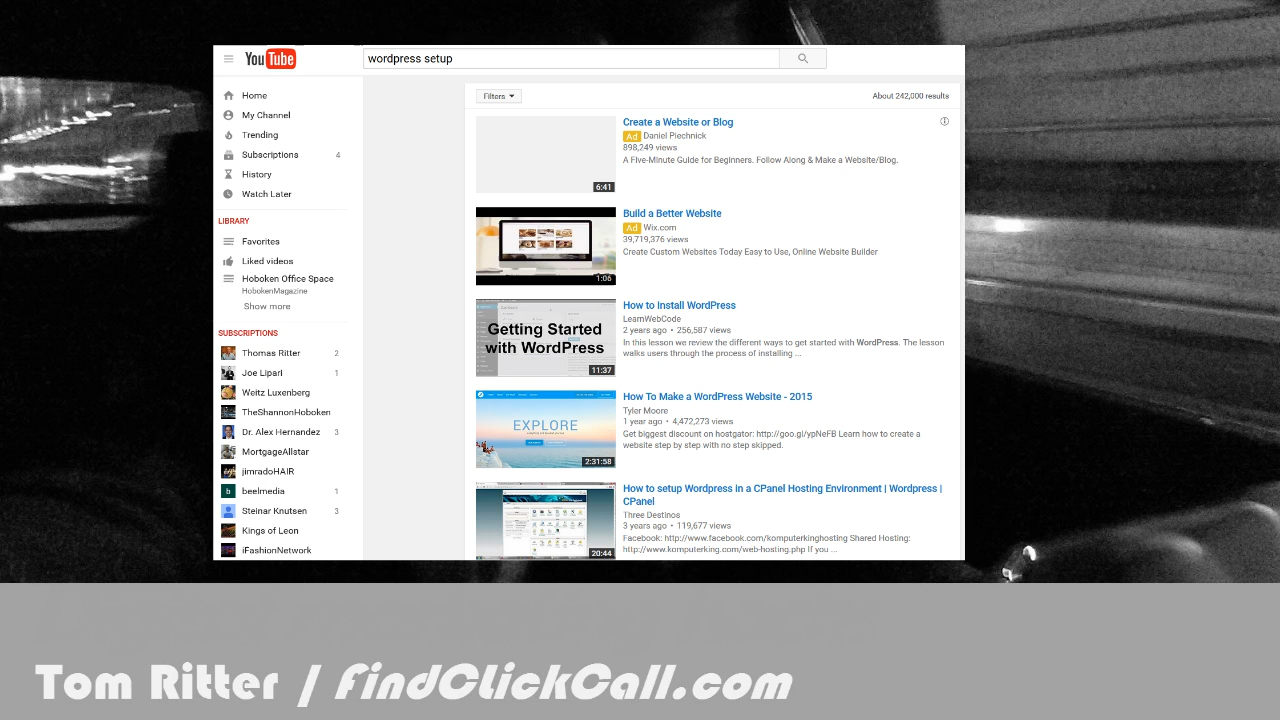 YouTube
wordpress setup
Home
My Channel
Trending
Subscriptions 4
History
Watch Later
LIBRARY
Favorites
Liked videos
Hoboken Office Space
HobokenMagazine
Show more
SUBSCRIPTIONS
Thomas Ritter 2
Joe Lipari 1
Weitz Luxenberg
TheShannonHoboken
Dr. Alex Hernandez 3
MortgageAllstar
jimradoHAIR
b beelmedia 1
Steinar Knutsen 3
Kings of Leon
iFashionNetwork
Filters
About 242,000 results
6:41
Create a Website or Blog
Ad Daniel Piechnick
898,249 views
A Five-Minute Guide for Beginners. Follow Along & Make a Website/Blog.
1:06
Build a Better Website
Ad Wix.com
39,719,376 views
Create Custom Websites Today Easy to Use, Online Website Builder
Getting Started
with WordPress
11:37
How to Install WordPress
LearnWebCode
2 years ago • 256,587 views
In this lesson we review the different ways to get started with WordPress. The lesson
walks users through the process of installing ...
EXPLORE
2:31:58
How To Make a WordPress Website - 2015
Tyler Moore
1 year ago • 4,472,273 views
Get biggest discount on hostgator: http://goo.gl/ypNeFB Learn how to create a
website step by step with no step skipped.
20:44
How to setup Wordpress in a CPanel Hosting Environment | Wordpress |
CPanel
Three Destinos
3 years ago • 119,677 views
Facebook: http://www.facebook.com/komputerkinghosting Shared Hosting:
http://www.komputerking.com/web-hosting.php If you ...
Tom Ritter / FindClickCall.com